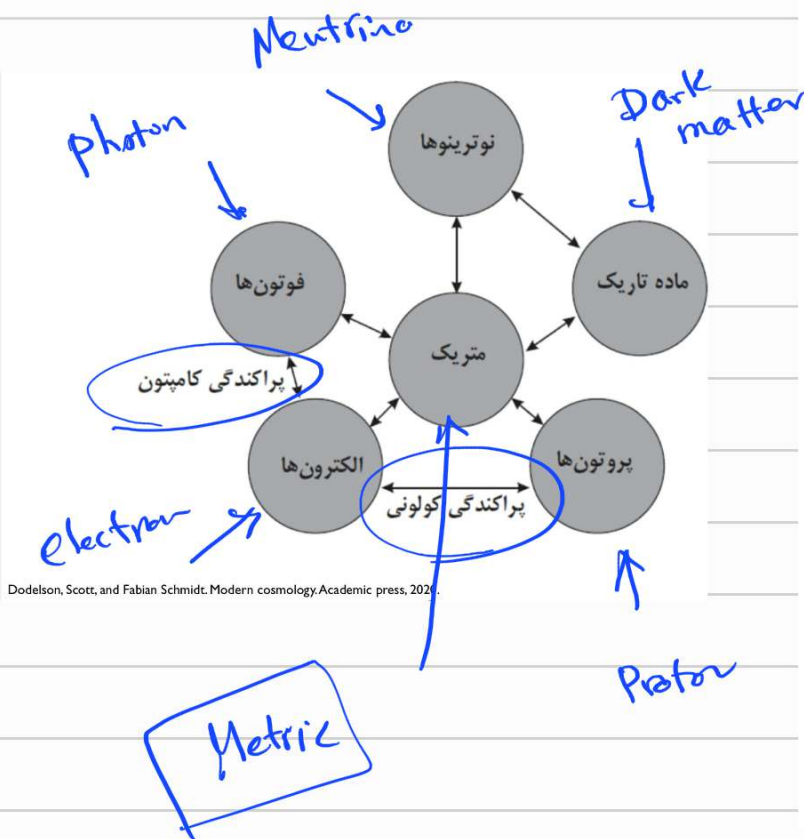 Neutrino
Dark
matter
photon
نوترینوها
فوتون‌ها
ماده تاریک
متریک
پراکندگی کامپتون
الکترون‌ها
پروتون‌ها
پراکندگی کولونی
electron
Dodelson, Scott, and Fabian Schmidt. Modern cosmology. Academic press, 2020.
Proton
Metric